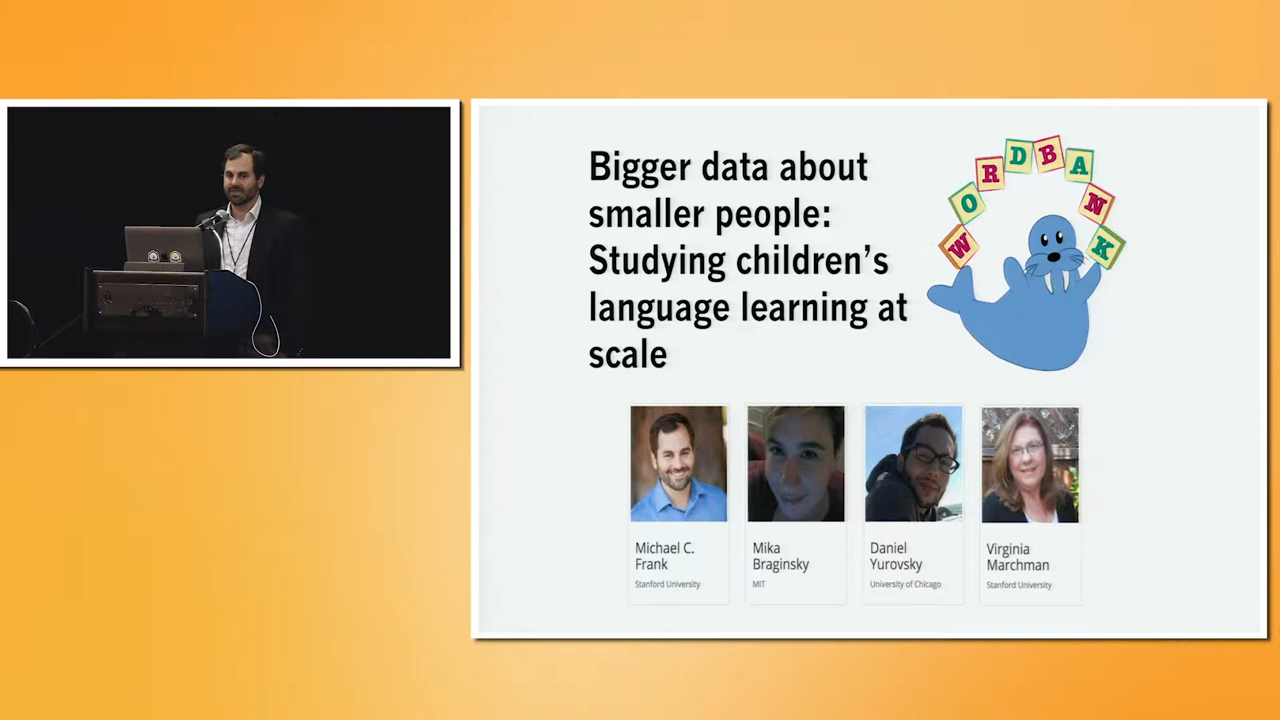 Bigger data about
smaller people:
Studying children's
language learning at
scale
WORDBANK
Michael C.
Frank
Stanford University
Mika
Braginsky
MIT
Daniel
Yurovsky
University of Chicago
Virginia
Marchman
Stanford University